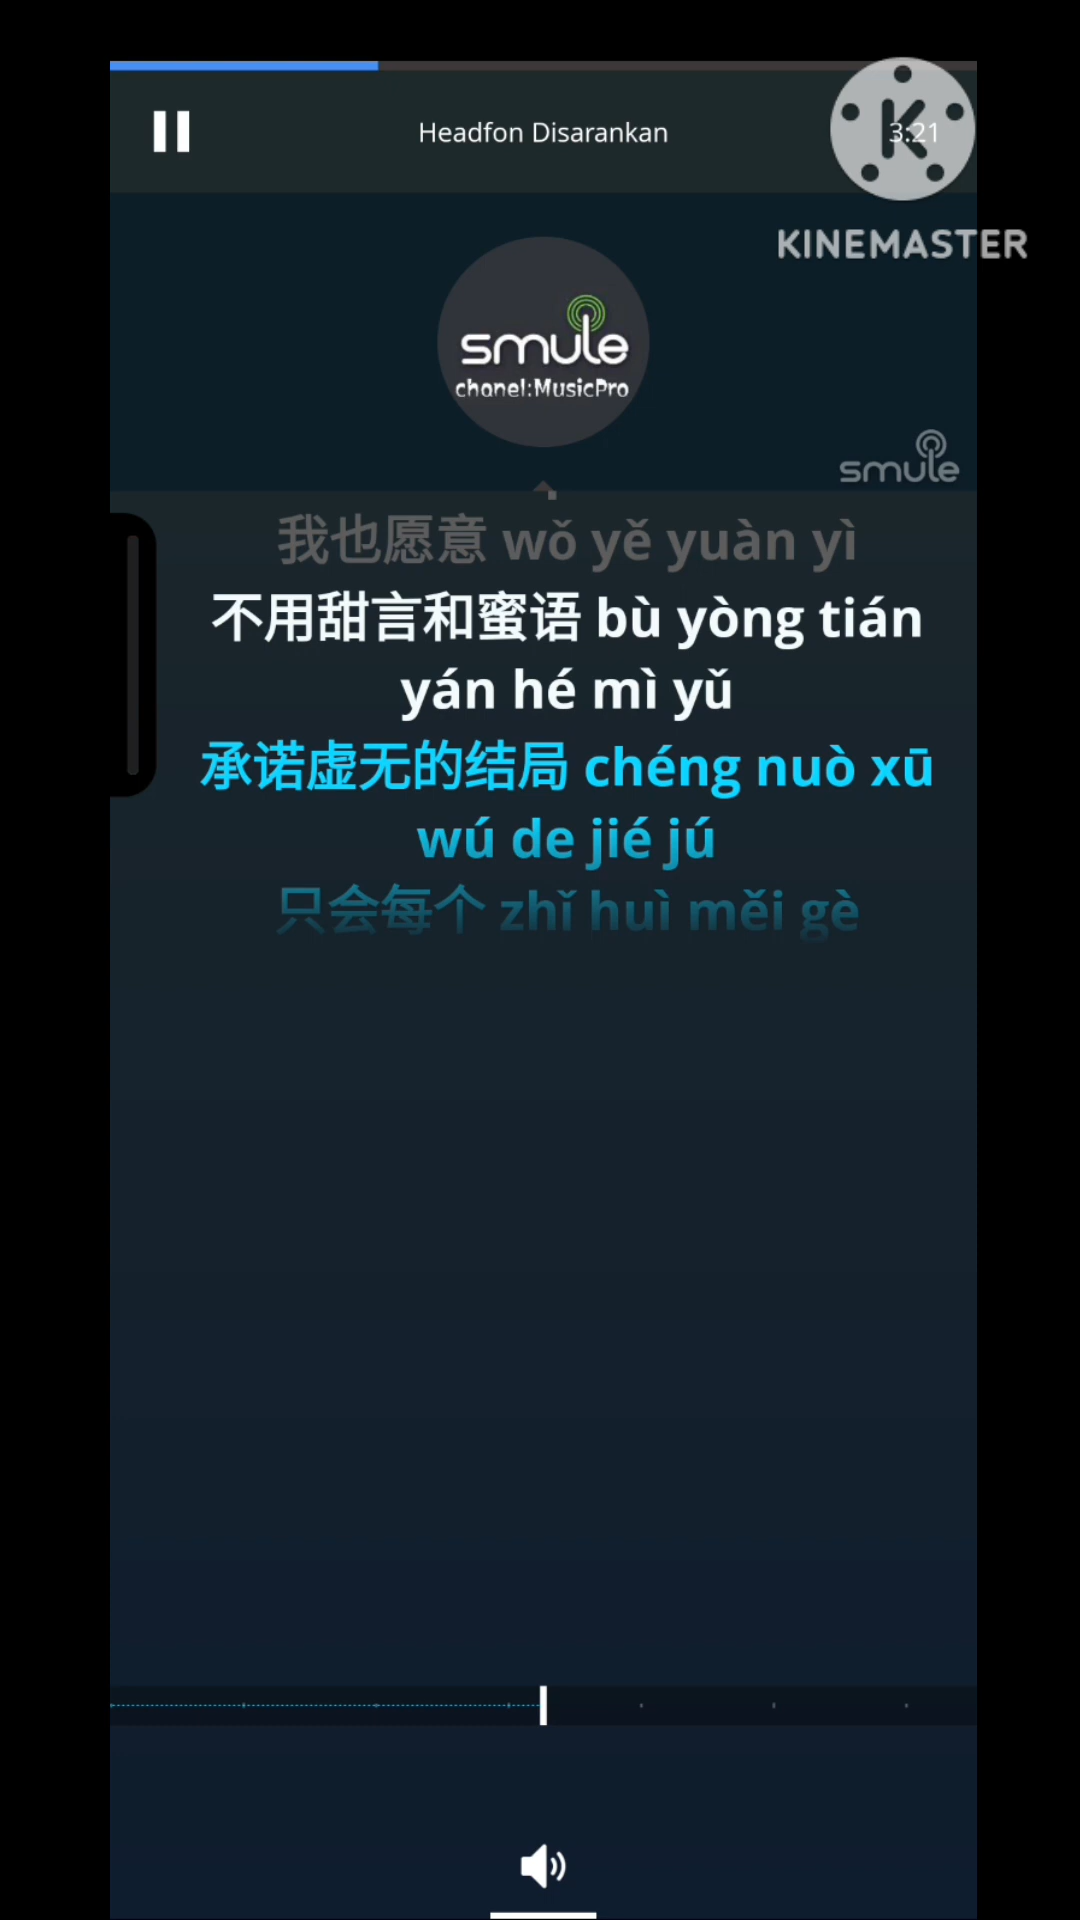 Headfon Disarankan
3:21
K
KINEMASTER
smule
chanel:MusicPro
smule
我也愿意 wǒ yě yuàn yì
不用甜言和蜜语 bù yòng tián
yán hé mì yǔ
承诺虚无的结局 chéng nuò xū
wú de jié jú
只会每个 zhǐ huì měi gè